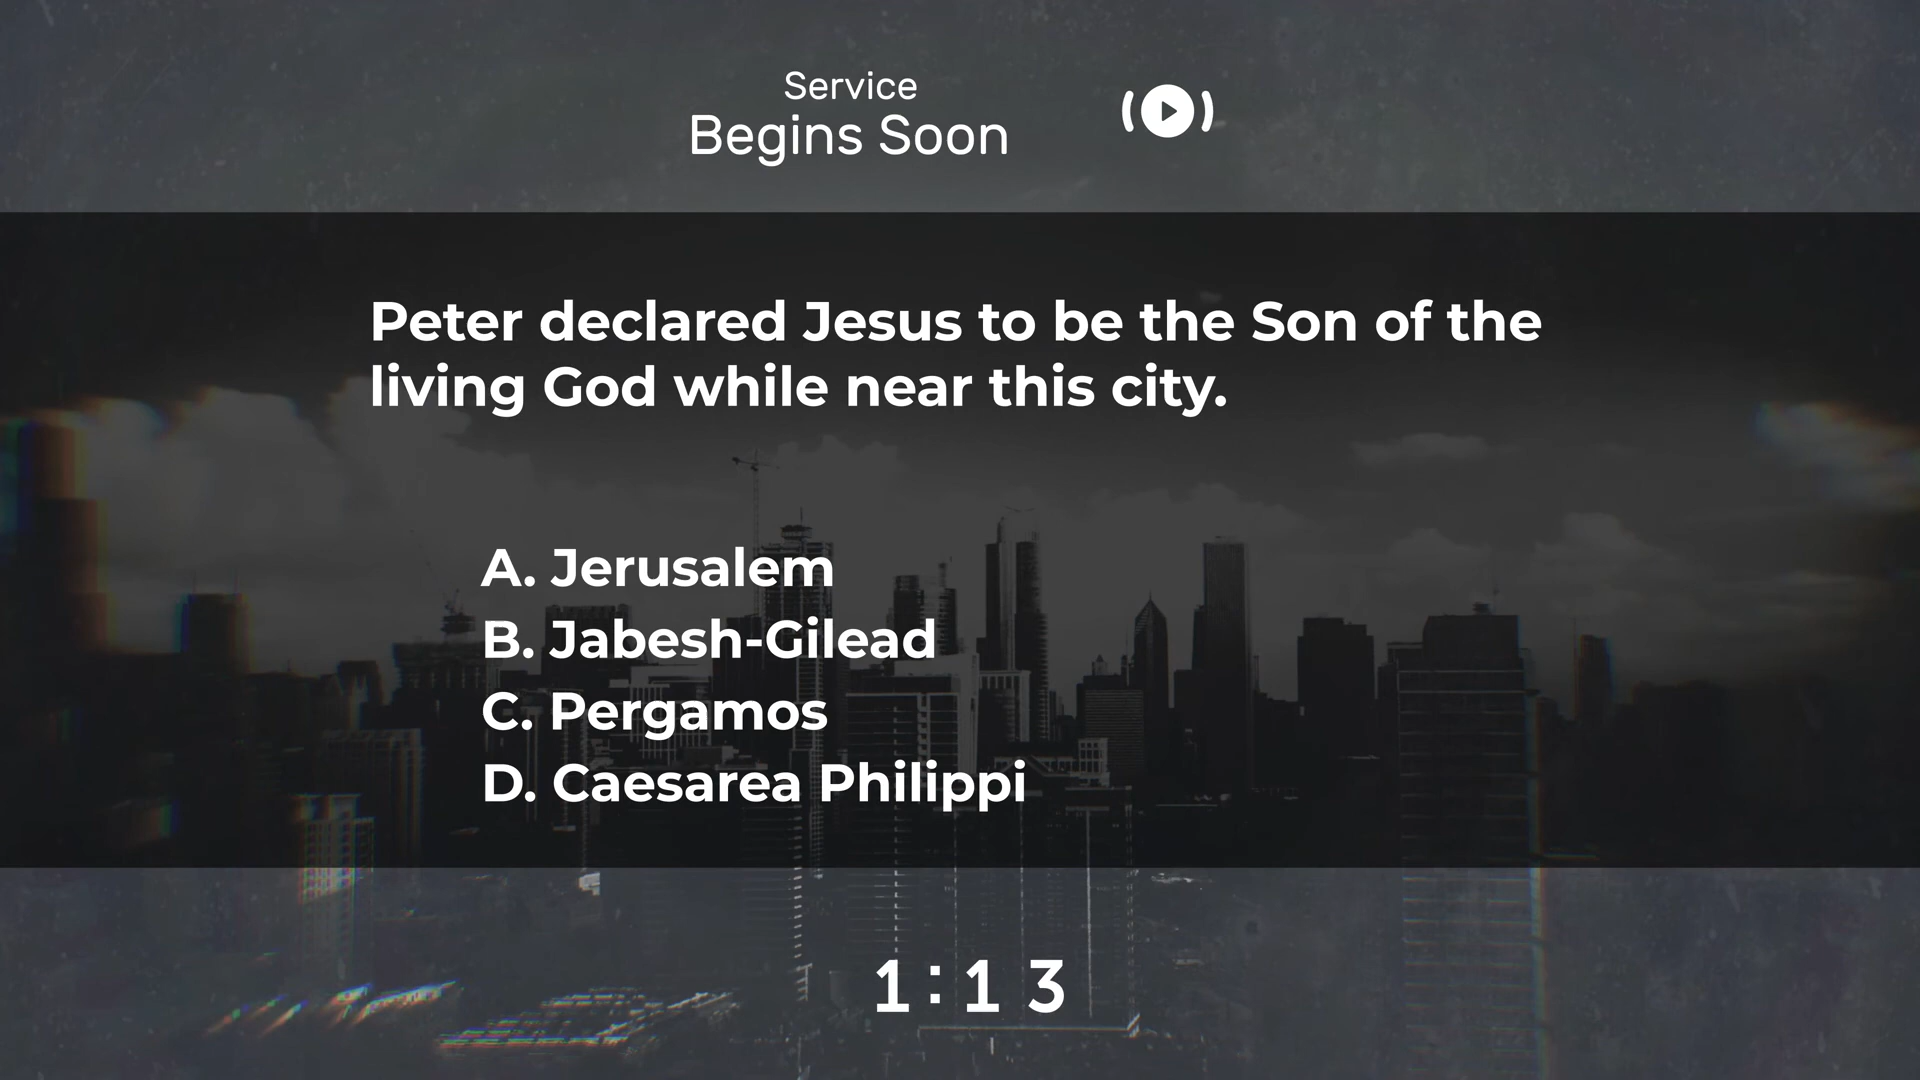 Service
Begins Soon
Peter declared Jesus to be the Son of the
living God while near this city.
A. Jerusalem
B. Jabesh-Gilead
C. Pergamos
D. Caesarea Philippi
1:13